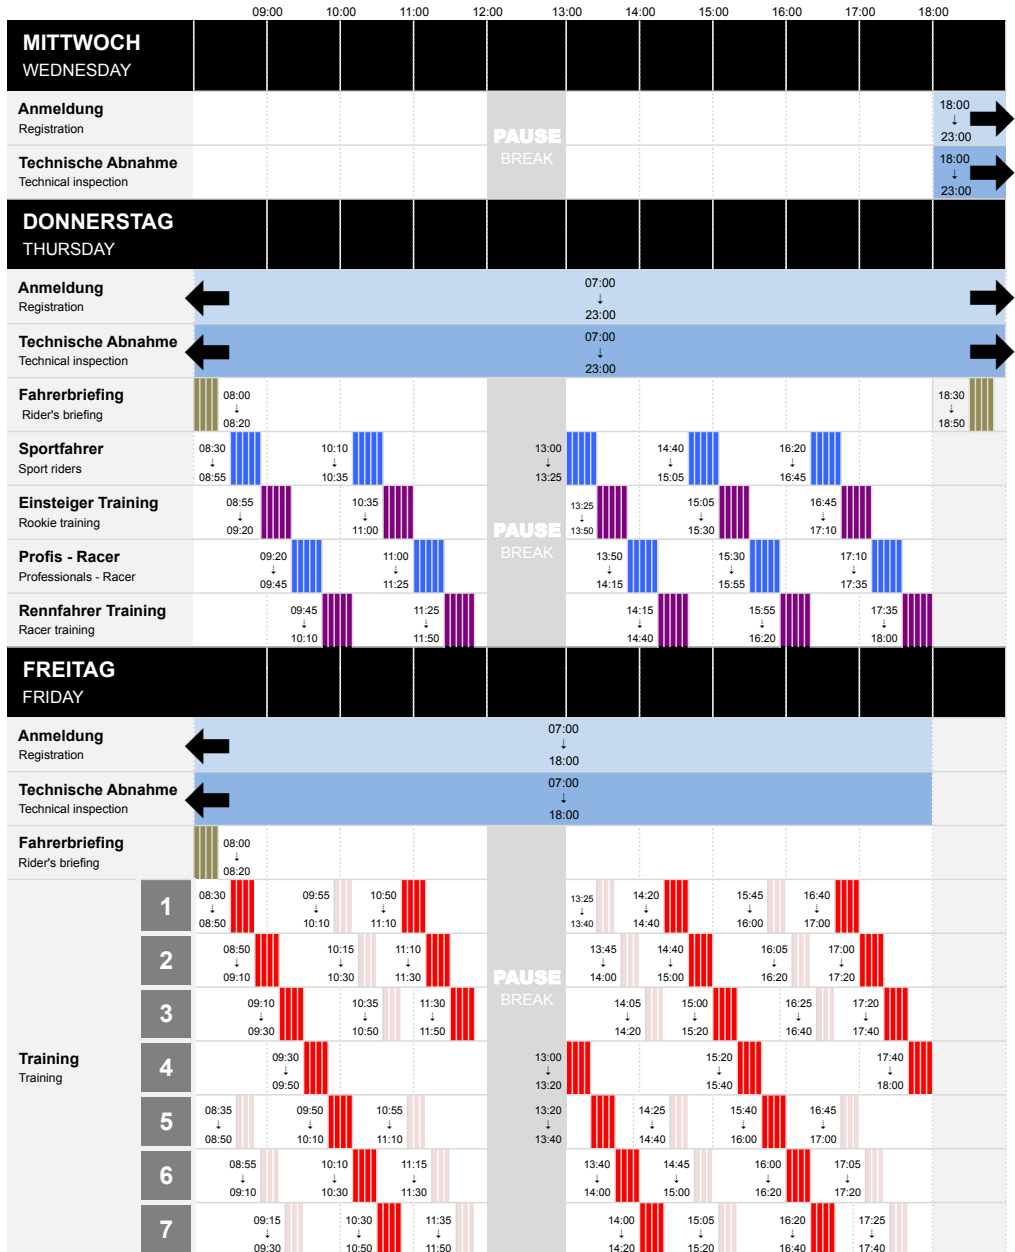 09:00 10:00 11:00 12:00 13:00 14:00 15:00 16:00 17:00 18:00
MITTWOCH
WEDNESDAY
Anmeldung
Registration
18:00
↓
23:00
PAUSE
BREAK
Technische Abnahme
Technical inspection
18:00
↓
23:00
DONNERSTAG
THURSDAY
Anmeldung
Registration
07:00
↓
23:00
Technische Abnahme
Technical inspection
07:00
↓
23:00
Fahrerbriefing
Rider's briefing
08:00 18:30
↓ ↓
08:20 18:50
Sportfahrer
Sport riders
08:30 10:10 13:00 14:40 16:20
↓ ↓ ↓ ↓ ↓
08:55 10:35 13:25 15:05 16:45
Einsteiger Training
Rookie training
08:55 10:35 13:25 15:05 16:45
↓ ↓ ↓ ↓ ↓
09:20 11:00 13:50 15:30 17:10
PAUSE
BREAK
Profis - Racer
Professionals - Racer
09:20 11:00 13:50 15:30 17:10
↓ ↓ ↓ ↓ ↓
09:45 11:25 14:15 15:55 17:35
Rennfahrer Training
Racer training
09:45 11:25 14:15 15:55 17:35
↓ ↓ ↓ ↓ ↓
10:10 11:50 14:40 16:20 18:00
FREITAG
FRIDAY
Anmeldung
Registration
07:00
↓
18:00
Technische Abnahme
Technical inspection
07:00
↓
18:00
Fahrerbriefing
Rider's briefing
08:00
↓
08:20
Training
Training
1
08:30 09:55 10:50 13:25 14:20 15:45 16:40
↓ ↓ ↓ ↓ ↓ ↓ ↓
08:50 10:10 11:10 13:40 14:40 16:00 17:00
2
08:50 10:15 11:10 13:45 14:40 16:05 17:00
↓ ↓ ↓ ↓ ↓ ↓ ↓
09:10 10:30 11:30 14:00 15:00 16:20 17:20
PAUSE
BREAK
3
09:10 10:35 11:30 14:05 15:00 16:25 17:20
↓ ↓ ↓ ↓ ↓ ↓ ↓
09:30 10:50 11:50 14:20 15:20 16:40 17:40
4
09:30 13:00 15:20 17:40
↓ ↓ ↓ ↓
09:50 13:20 15:40 18:00
5
08:35 09:50 10:55 13:20 14:25 15:40 16:45
↓ ↓ ↓ ↓ ↓ ↓ ↓
08:50 10:10 11:10 13:40 14:40 16:00 17:00
6
08:55 10:10 11:15 13:40 14:45 16:00 17:05
↓ ↓ ↓ ↓ ↓ ↓ ↓
09:10 10:30 11:30 14:00 15:00 16:20 17:20
7
09:15 10:30 11:35 14:00 15:05 16:20 17:25
↓ ↓ ↓ ↓ ↓ ↓ ↓
09:30 10:50 11:50 14:20 15:20 16:40 17:40